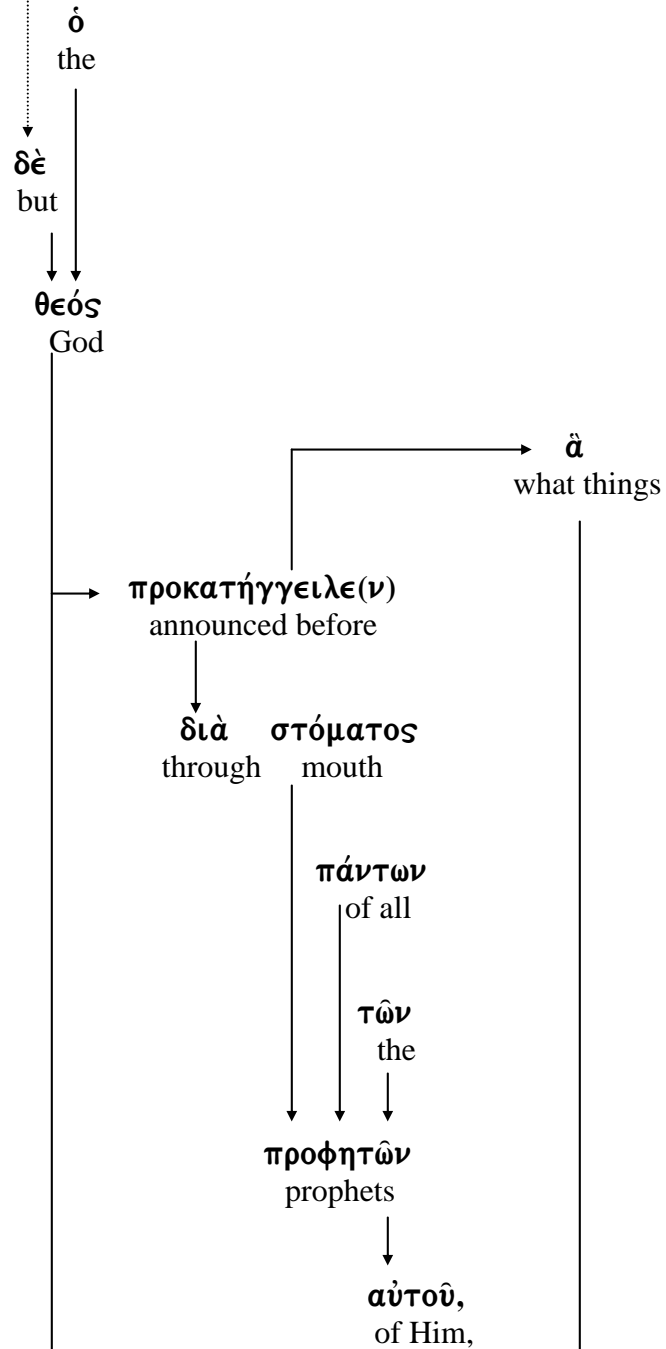 ὁ
the
δὲ
but
θεός
God
ἃ
what things
προκατήγγειλε(ν)
announced before
διὰ στόματος
through mouth
πάντων
of all
τῶν
the
προφητῶν
prophets
αὐτοῦ,
of Him,